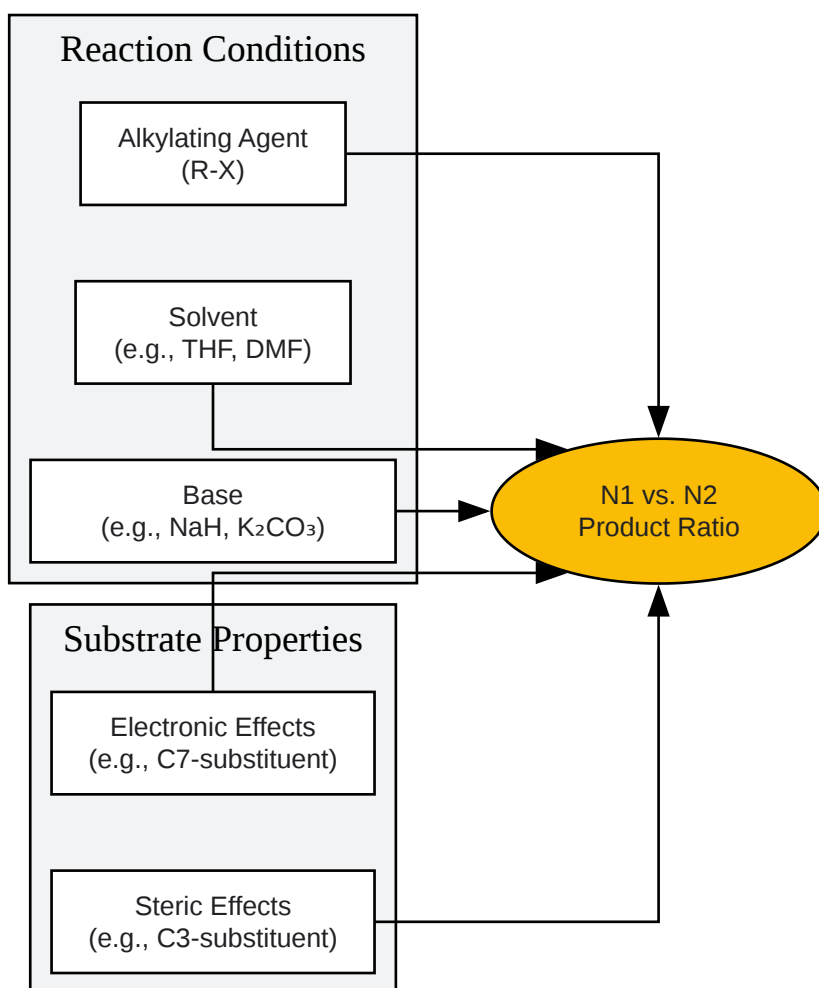 Reaction Conditions
Alkylating Agent
(R-X)
Solvent
(e.g., THF, DMF)
Base
(e.g., NaH, K₂CO₃)
N1 vs. N2
Product Ratio
Substrate Properties
Electronic Effects
(e.g., C7-substituent)
Steric Effects
(e.g., C3-substituent)